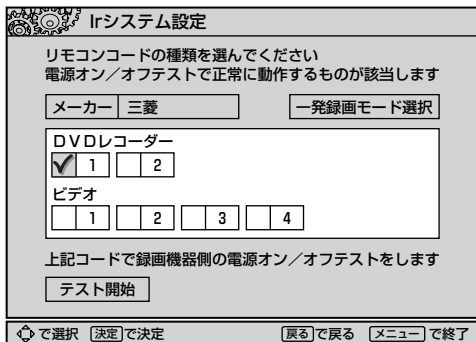 Irシステム設定
リモコンコードの種類を選んでください
電源オン／オフテストで正常に動作するものが該当します
メーカー 三菱 一発録画モード選択
DVDレコーダー
1 2
ビデオ
1 2 3 4
上記コードで録画機器側の電源オン／オフテストをします
テスト開始
で選択 決定で決定 戻るで戻る メニューで終了